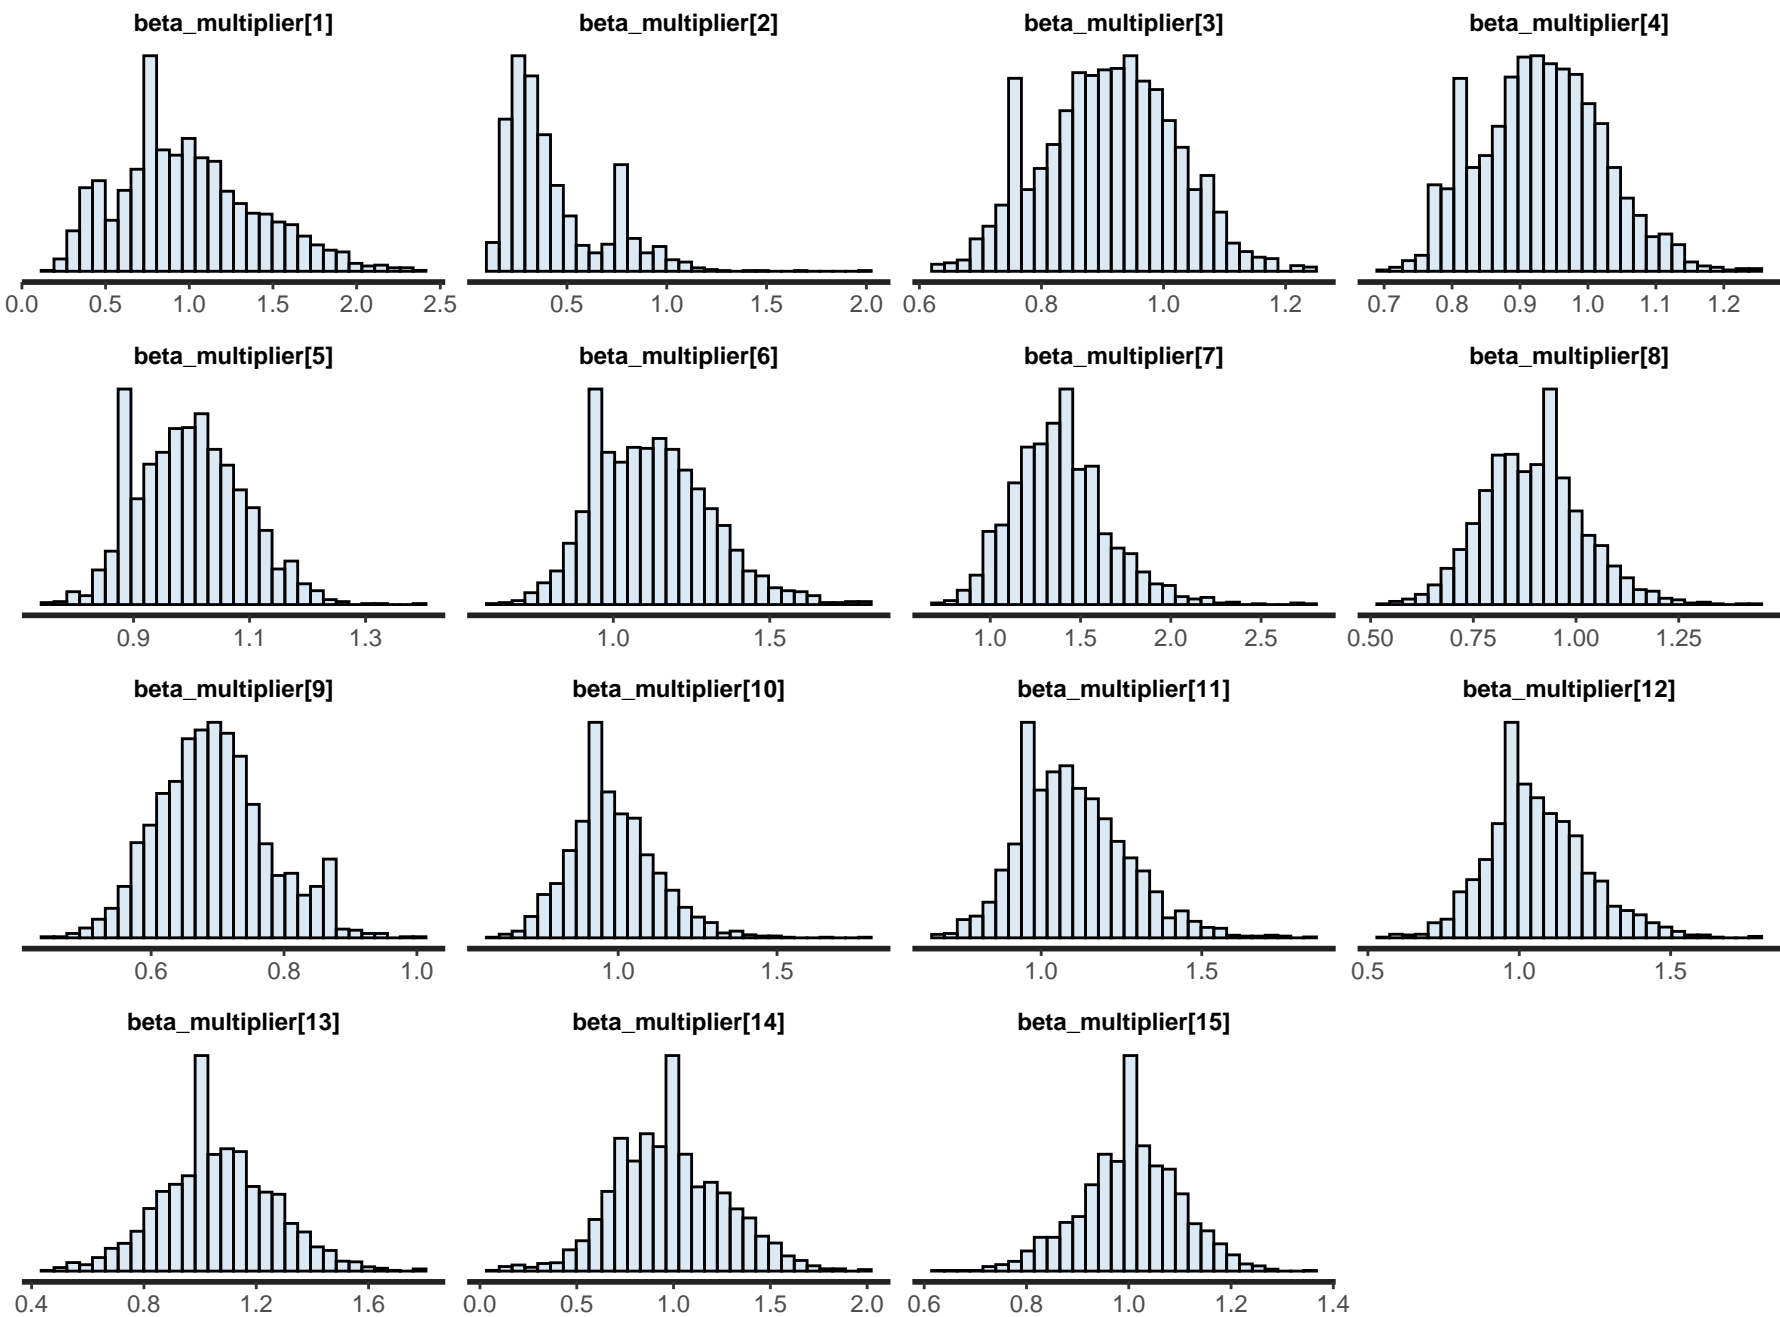 beta_multiplier[1] beta_multiplier[2] beta_multiplier[3] beta_multiplier[4]
0.0 0.5 1.0 1.5 2.0 2.5 0.5 1.0 1.5 2.0 0.6 0.8 1.0 1.2 0.7 0.8 0.9 1.0 1.1 1.2
beta_multiplier[5] beta_multiplier[6] beta_multiplier[7] beta_multiplier[8]
0.9 1.1 1.3 1.0 1.5 1.0 1.5 2.0 2.5 0.50 0.75 1.00 1.25
beta_multiplier[9] beta_multiplier[10] beta_multiplier[11] beta_multiplier[12]
0.6 0.8 1.0 1.0 1.5 1.0 1.5 0.5 1.0 1.5
beta_multiplier[13] beta_multiplier[14] beta_multiplier[15]
0.4 0.8 1.2 1.6 0.0 0.5 1.0 1.5 2.0 0.6 0.8 1.0 1.2 1.4